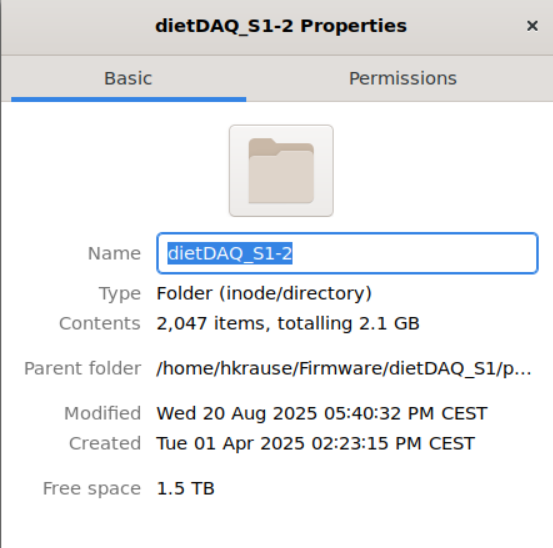 dietDAQ_S1-2 Properties ×
Basic Permissions
Name dietDAQ_S1-2
Type Folder (inode/directory)
Contents 2,047 items, totalling 2.1 GB
Parent folder /home/hkrause/Firmware/dietDAQ_S1/p...
Modified Wed 20 Aug 2025 05:40:32 PM CEST
Created Tue 01 Apr 2025 02:23:15 PM CEST
Free space 1.5 TB